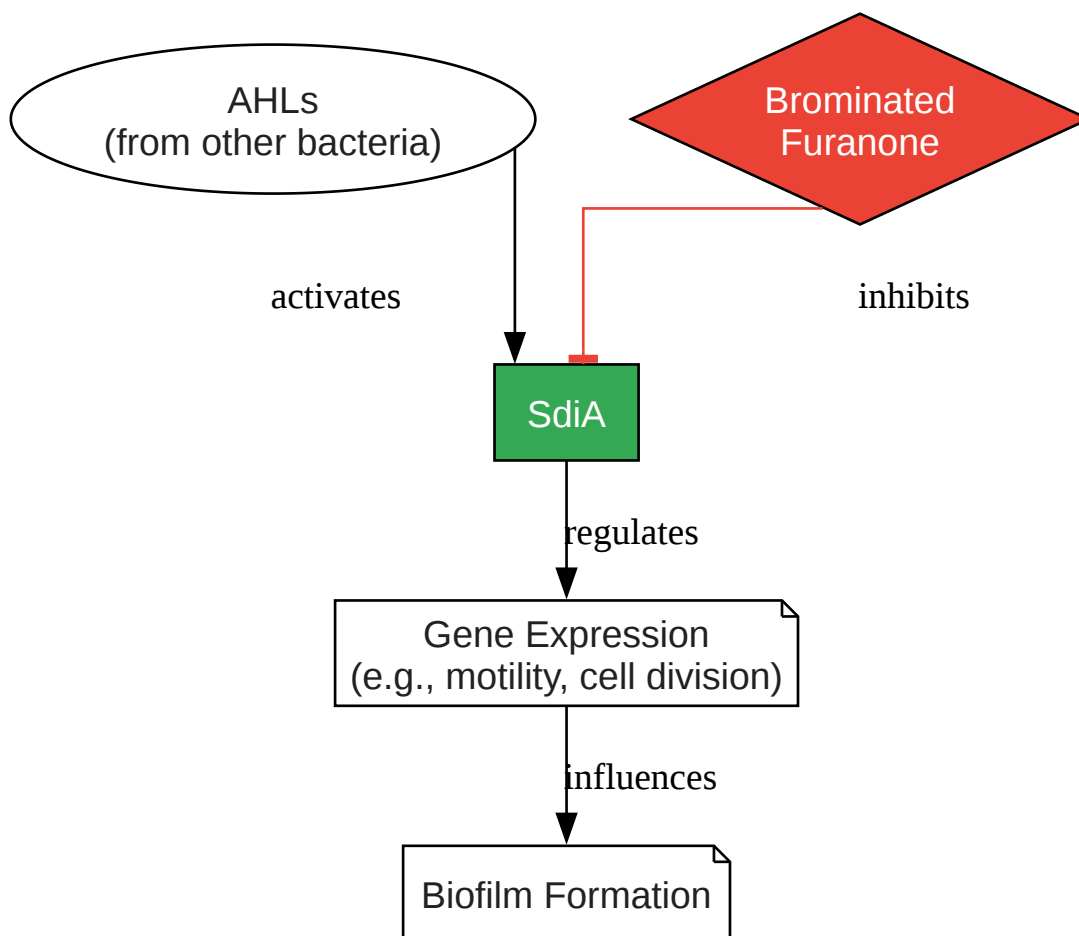 AHLs
(from other bacteria)
Brominated
Furanone
activates
inhibits
SdiA
regulates
Gene Expression
(e.g., motility, cell division)
influences
Biofilm Formation